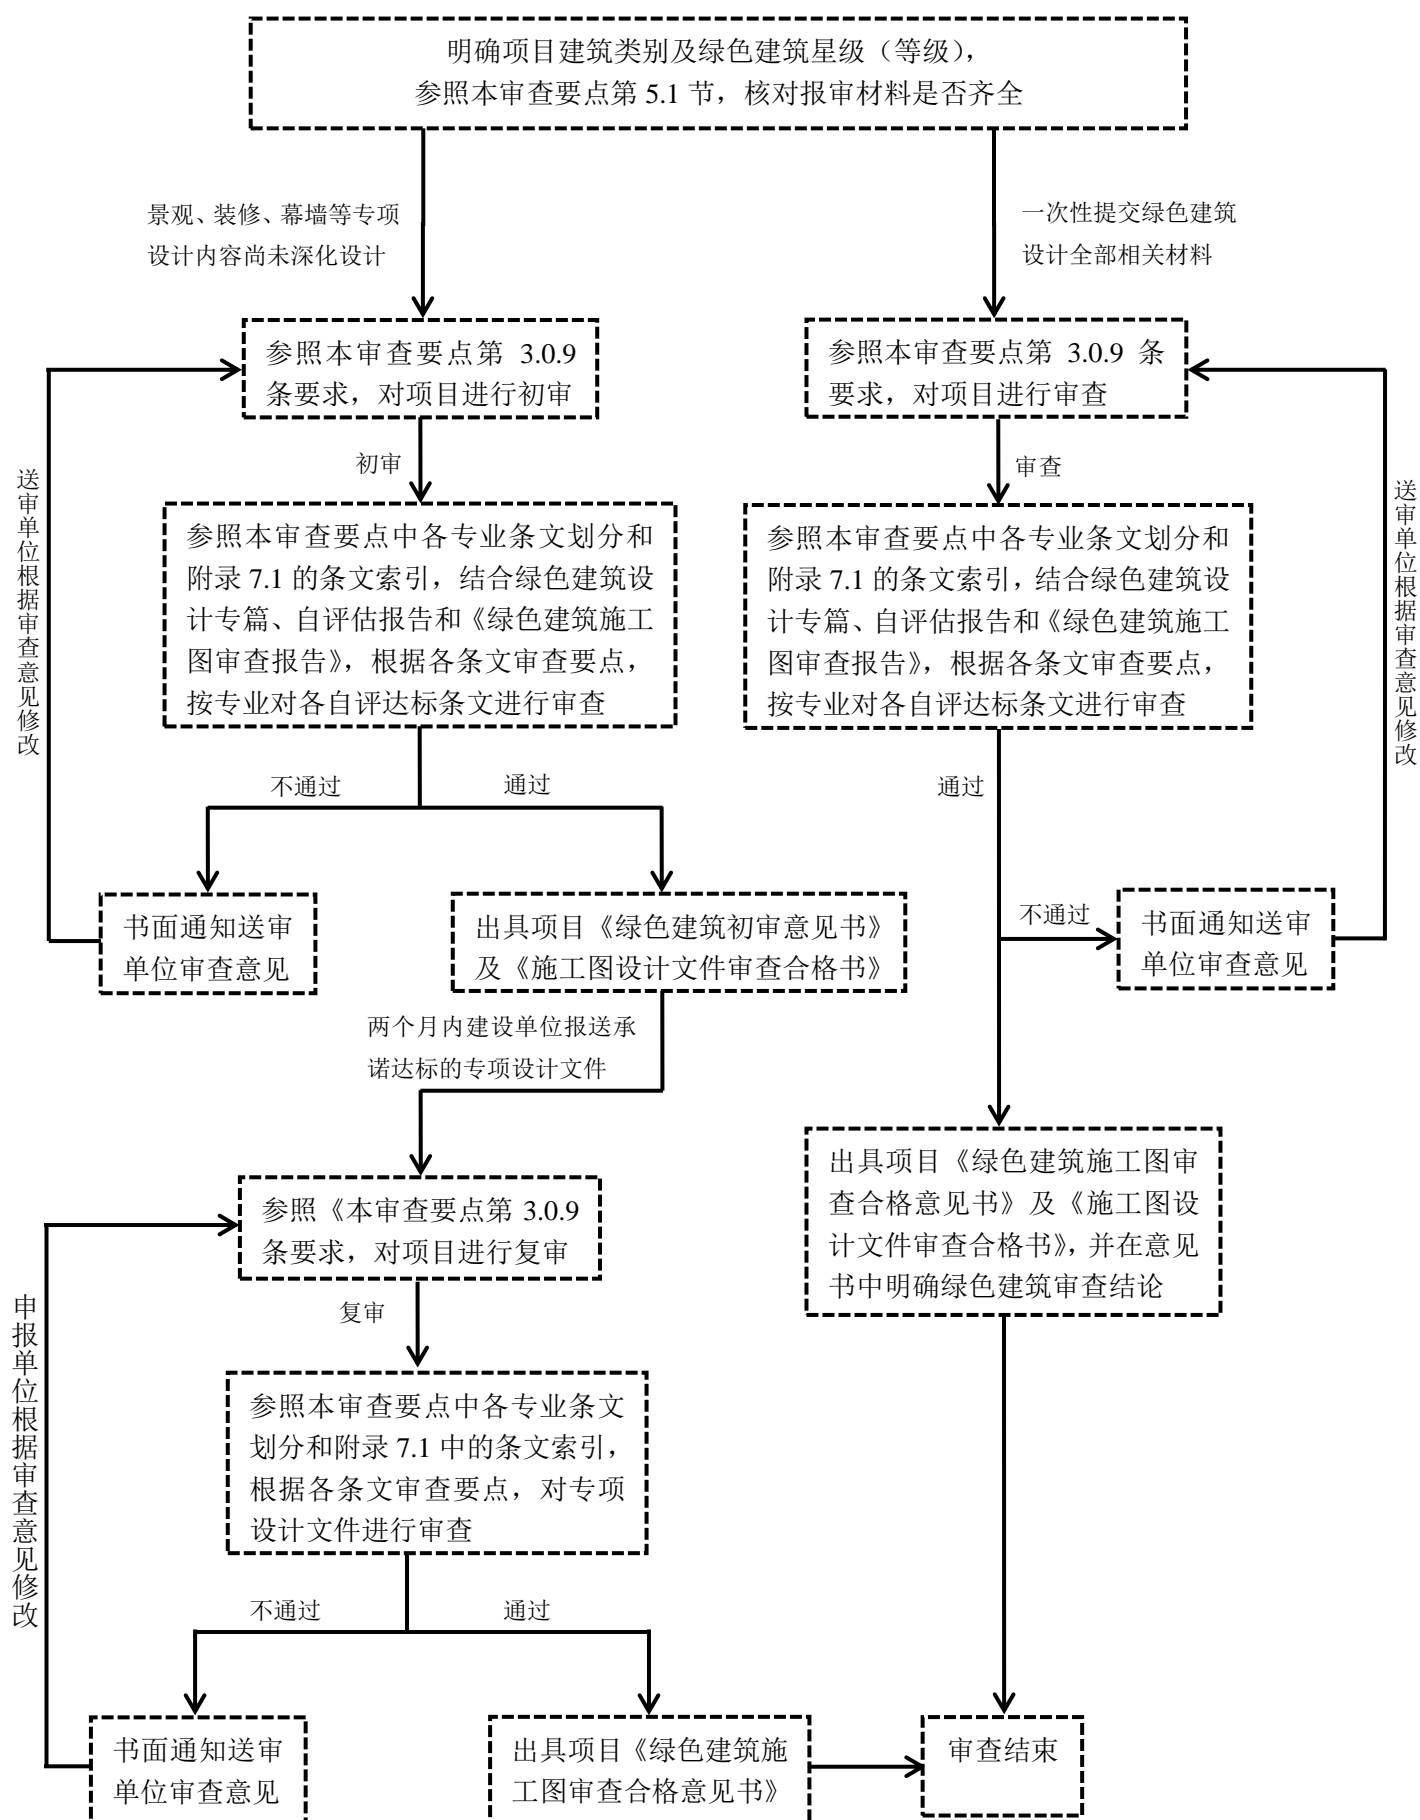 明确项目建筑类别及绿色建筑星级（等级），
参照本审查要点第 5.1 节，核对报审材料是否齐全
景观、装修、幕墙等专项
设计内容尚未深化设计
一次性提交绿色建筑
设计全部相关材料
参照本审查要点第 3.0.9
条要求，对项目进行初审
参照本审查要点第 3.0.9 条
要求，对项目进行审查
初审
审查
送审单位根据审查意见修改
参照本审查要点中各专业条文划分和
附录 7.1 的条文索引，结合绿色建筑设
计专篇、自评估报告和《绿色建筑施工
图审查报告》，根据各条文审查要点，
按专业对各自评达标条文进行审查
参照本审查要点中各专业条文划分和
附录 7.1 的条文索引，结合绿色建筑设
计专篇、自评估报告和《绿色建筑施工
图审查报告》，根据各条文审查要点，
按专业对各自评达标条文进行审查
送审单位根据审查意见修改
不通过
通过
通过
书面通知送审
单位审查意见
出具项目《绿色建筑初审意见书》
及《施工图设计文件审查合格书》
不通过
书面通知送审
单位审查意见
两个月内建设单位报送承
诺达标的专项设计文件
参照《本审查要点第 3.0.9
条要求，对项目进行复审
出具项目《绿色建筑施工图审
查合格意见书》及《施工图设
计文件审查合格书》，并在意见
书中明确绿色建筑审查结论
复审
申报单位根据审查意见修改
参照本审查要点中各专业条文
划分和附录 7.1 中的条文索引，
根据各条文审查要点，对专项
设计文件进行审查
不通过
通过
书面通知送审
单位审查意见
出具项目《绿色建筑施
工图审查合格意见书》
审查结束